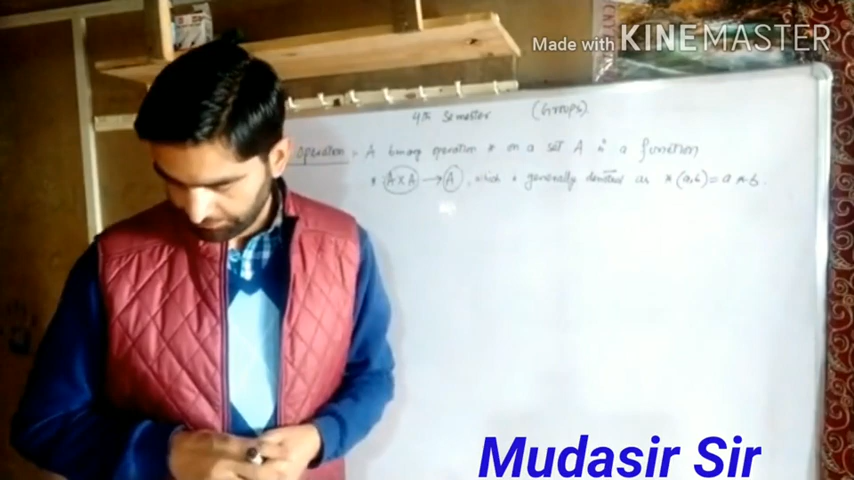 Made with KINEMASTER
4th Semester (Groups)
Operation :- A binary operation * on a set A is a function
* A×A → A, which is generally denoted as *(a,b) = a * b.
Mudasir Sir